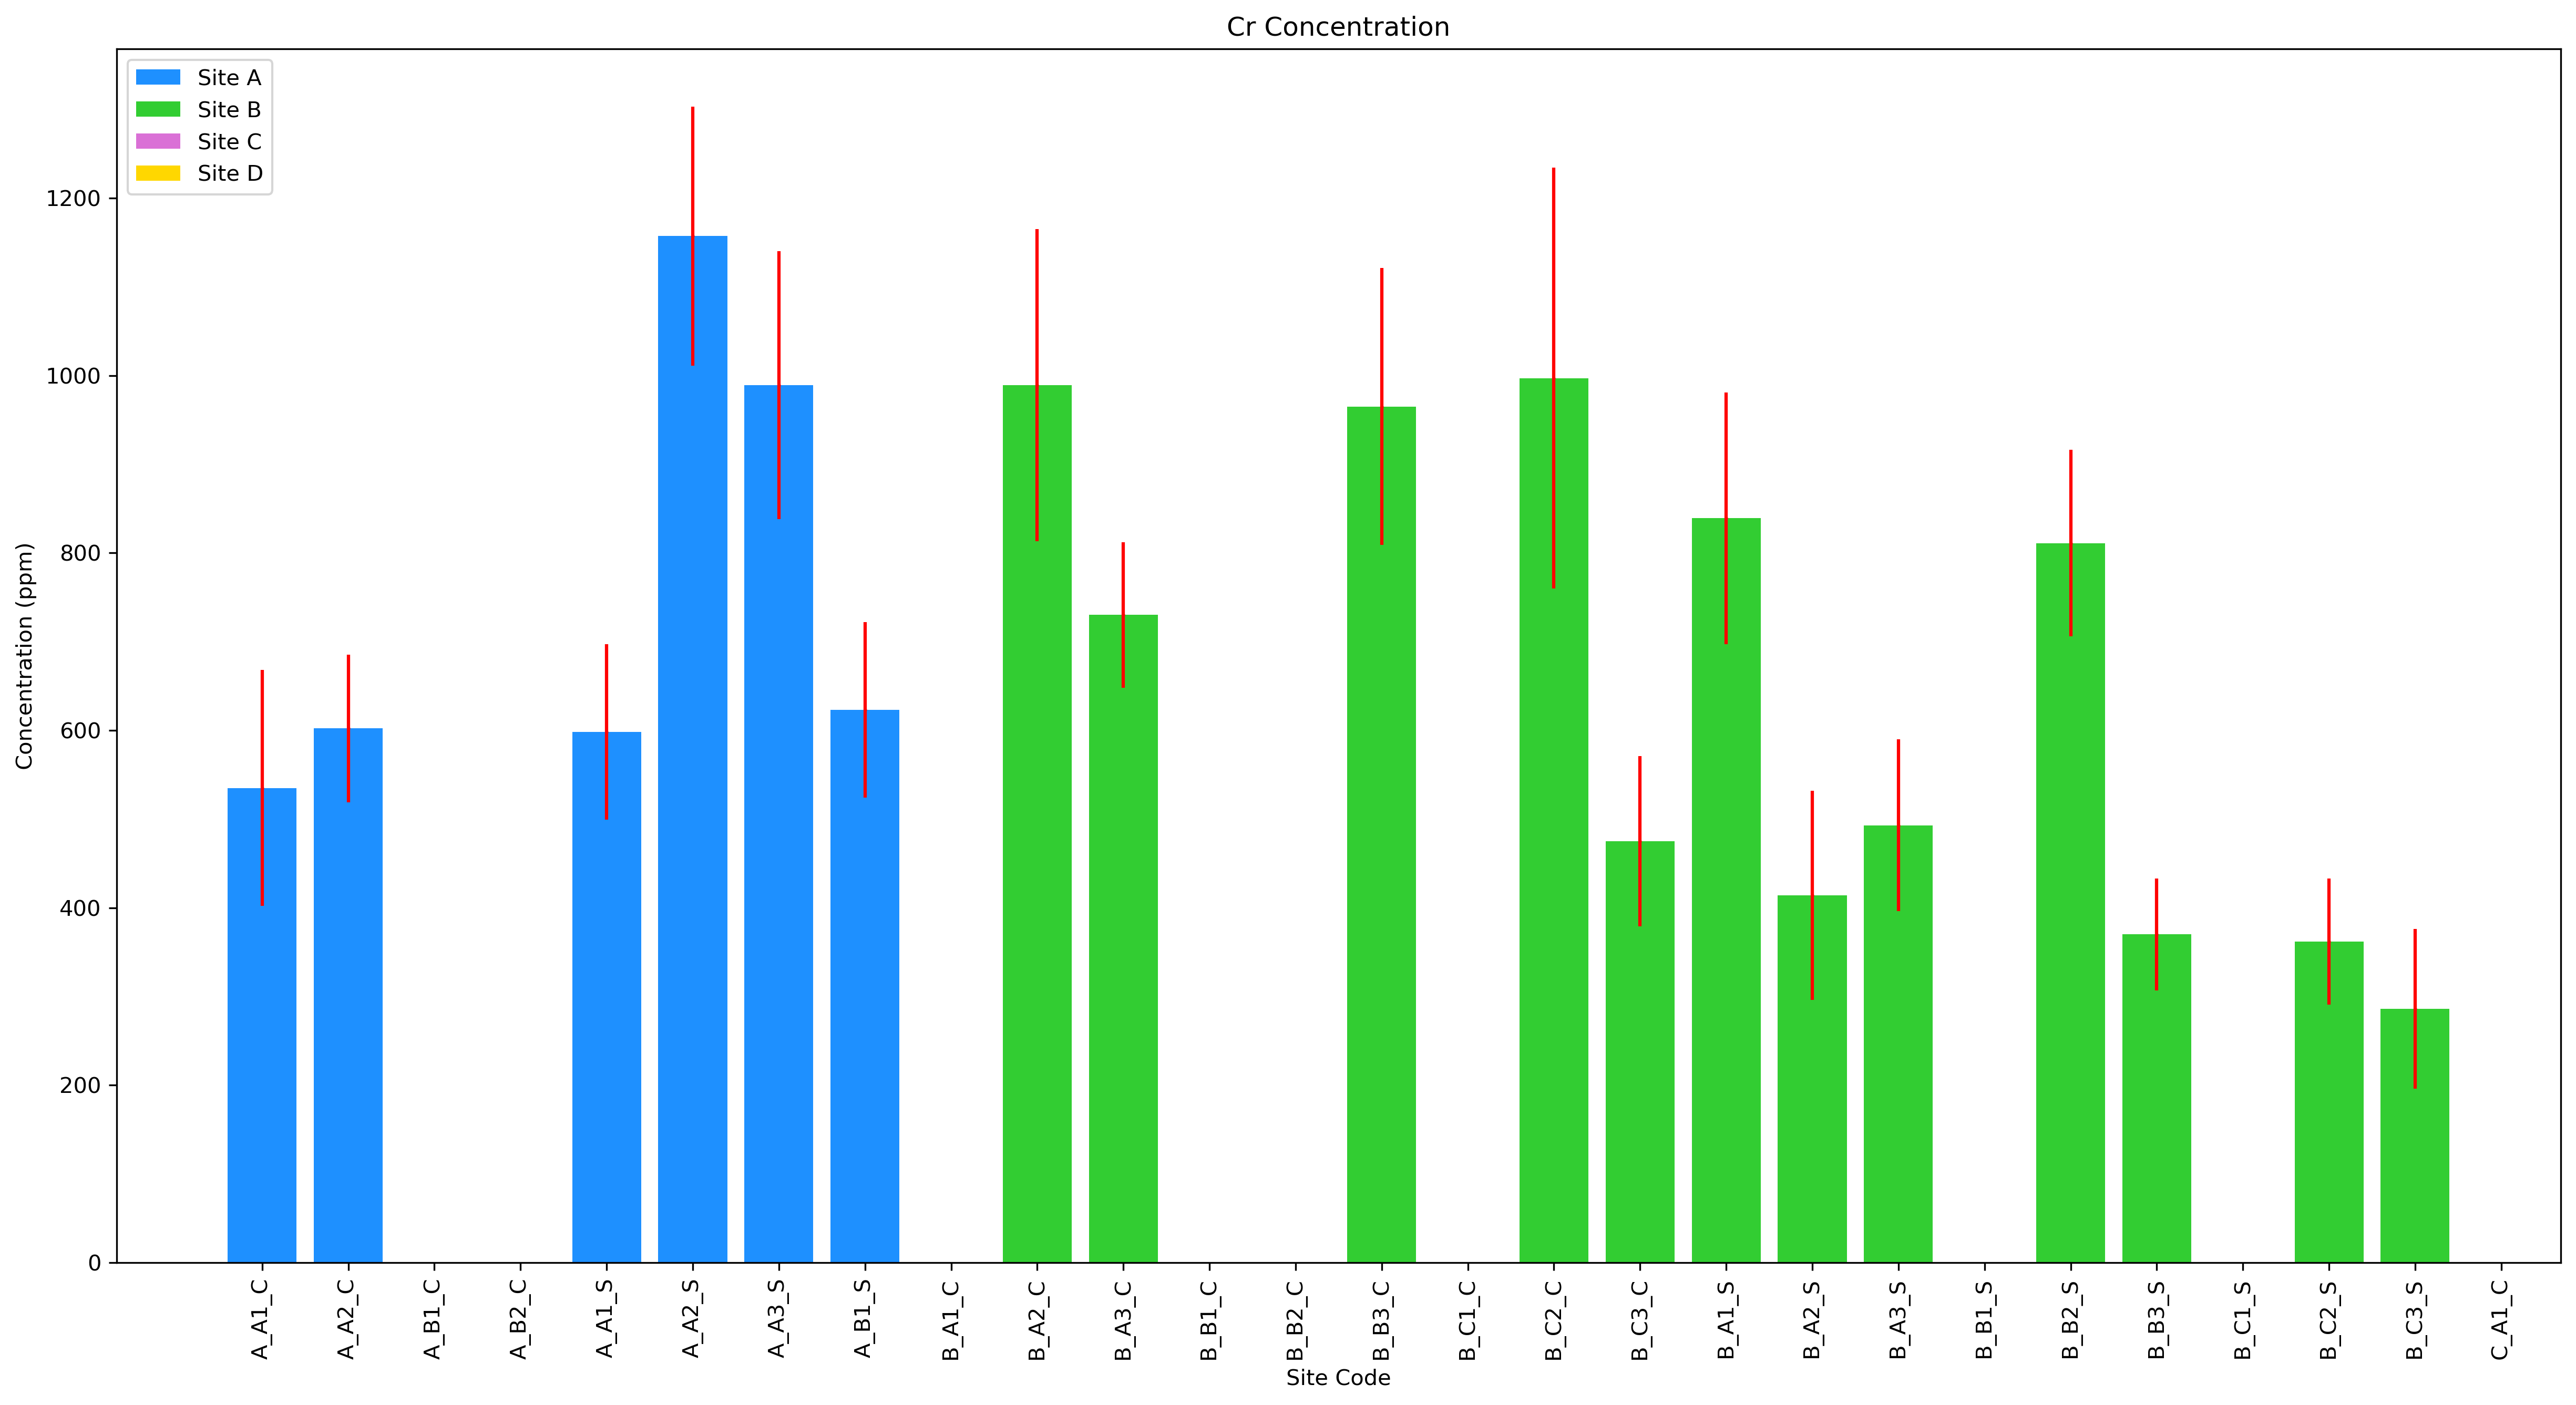 Cr Concentration
Site A
Site B
Site C
Site D
1200
1000
800
600
400
200
0
Concentration (ppm)
A_A1_C
A_A2_C
A_B1_C
A_B2_C
A_A1_S
A_A2_S
A_A3_S
A_B1_S
B_A1_C
B_A2_C
B_A3_C
B_B1_C
B_B2_C
B_B3_C
B_C1_C
B_C2_C
B_C3_C
B_A1_S
B_A2_S
B_A3_S
B_B1_S
B_B2_S
B_B3_S
B_C1_S
B_C2_S
B_C3_S
C_A1_C
Site Code